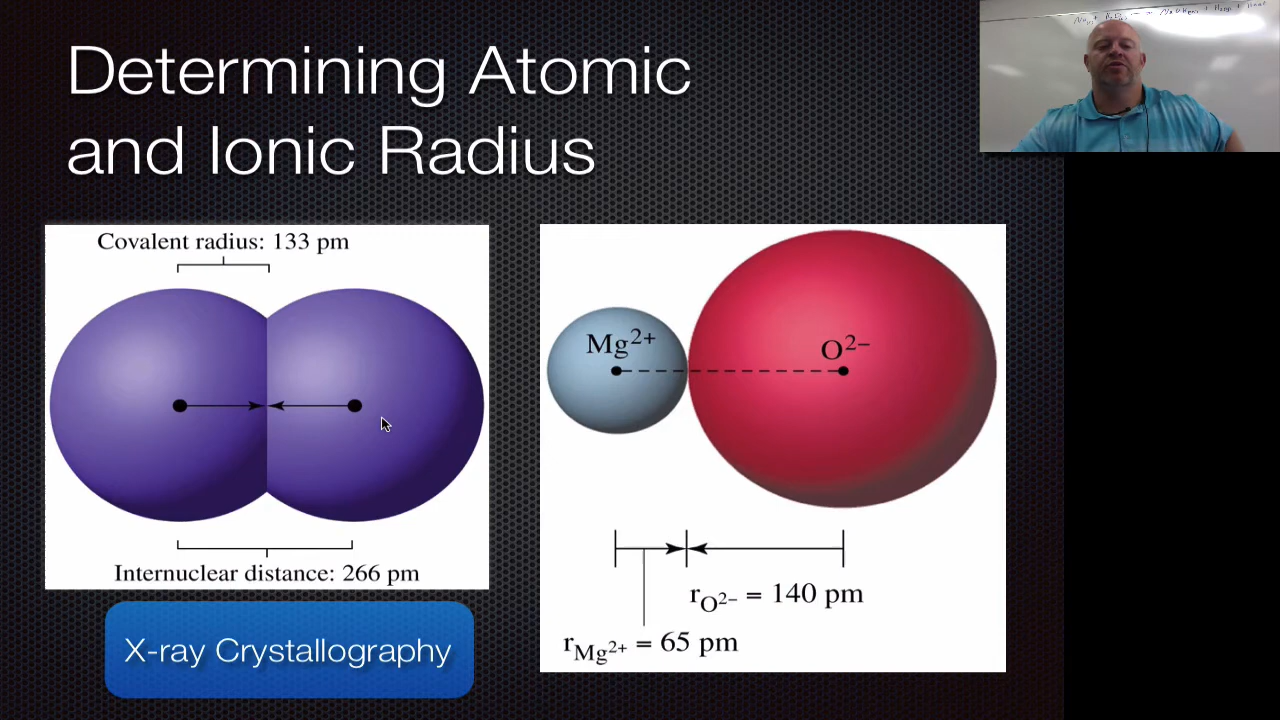 Determining Atomic
and Ionic Radius
Covalent radius: 133 pm
Internuclear distance: 266 pm
X-ray Crystallography
Mg²⁺
O²⁻
r_O²⁻ = 140 pm
r_Mg²⁺ = 65 pm